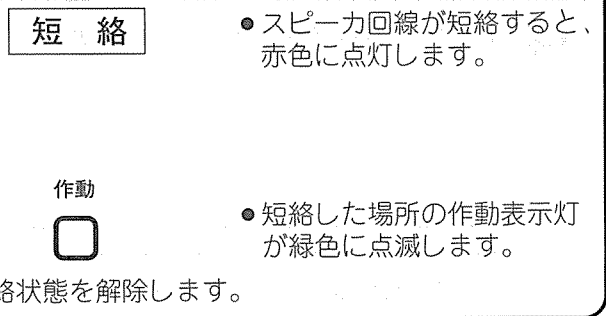 短 絡
●スピーカ回線が短絡すると、
赤色に点灯します。
作動
●短絡した場所の作動表示灯
が緑色に点滅します。
絡状態を解除します。